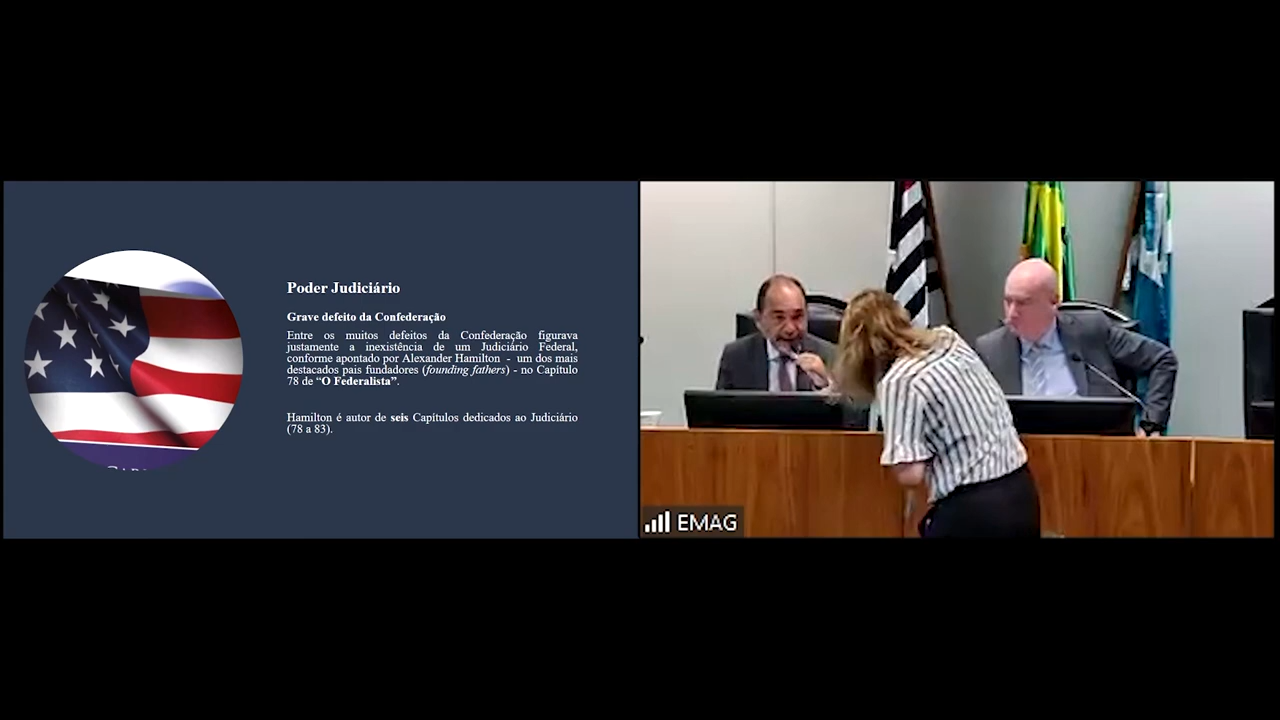 Poder Judiciário
Grave defeito da Confederação
Entre os muitos defeitos da Confederação figurava
justamente a inexistência de um Judiciário Federal,
conforme apontado por Alexander Hamilton - um dos mais
destacados pais fundadores (founding fathers) - no Capítulo
78 de “O Federalista”.
Hamilton é autor de seis Capítulos dedicados ao Judiciário
(78 a 83).
EMAG